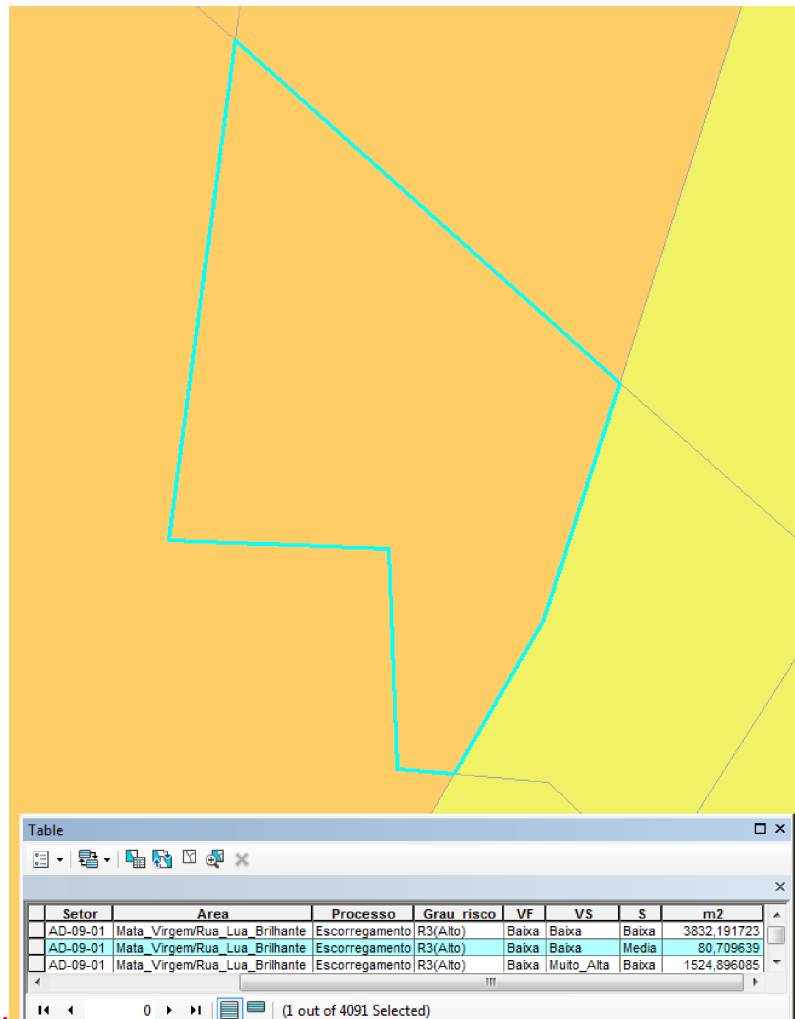 Table
Setor Area Processo Grau_risco VF VS S m2
AD-09-01 Mata_Virgem/Rua_Lua_Brilhante Escorregamento R3(Alto) Baixa Baixa Baixa 3832,191723
AD-09-01 Mata_Virgem/Rua_Lua_Brilhante Escorregamento R3(Alto) Baixa Baixa Media 80,709639
AD-09-01 Mata_Virgem/Rua_Lua_Brilhante Escorregamento R3(Alto) Baixa Muito_Alta Baixa 1524,896085
0 (1 out of 4091 Selected)